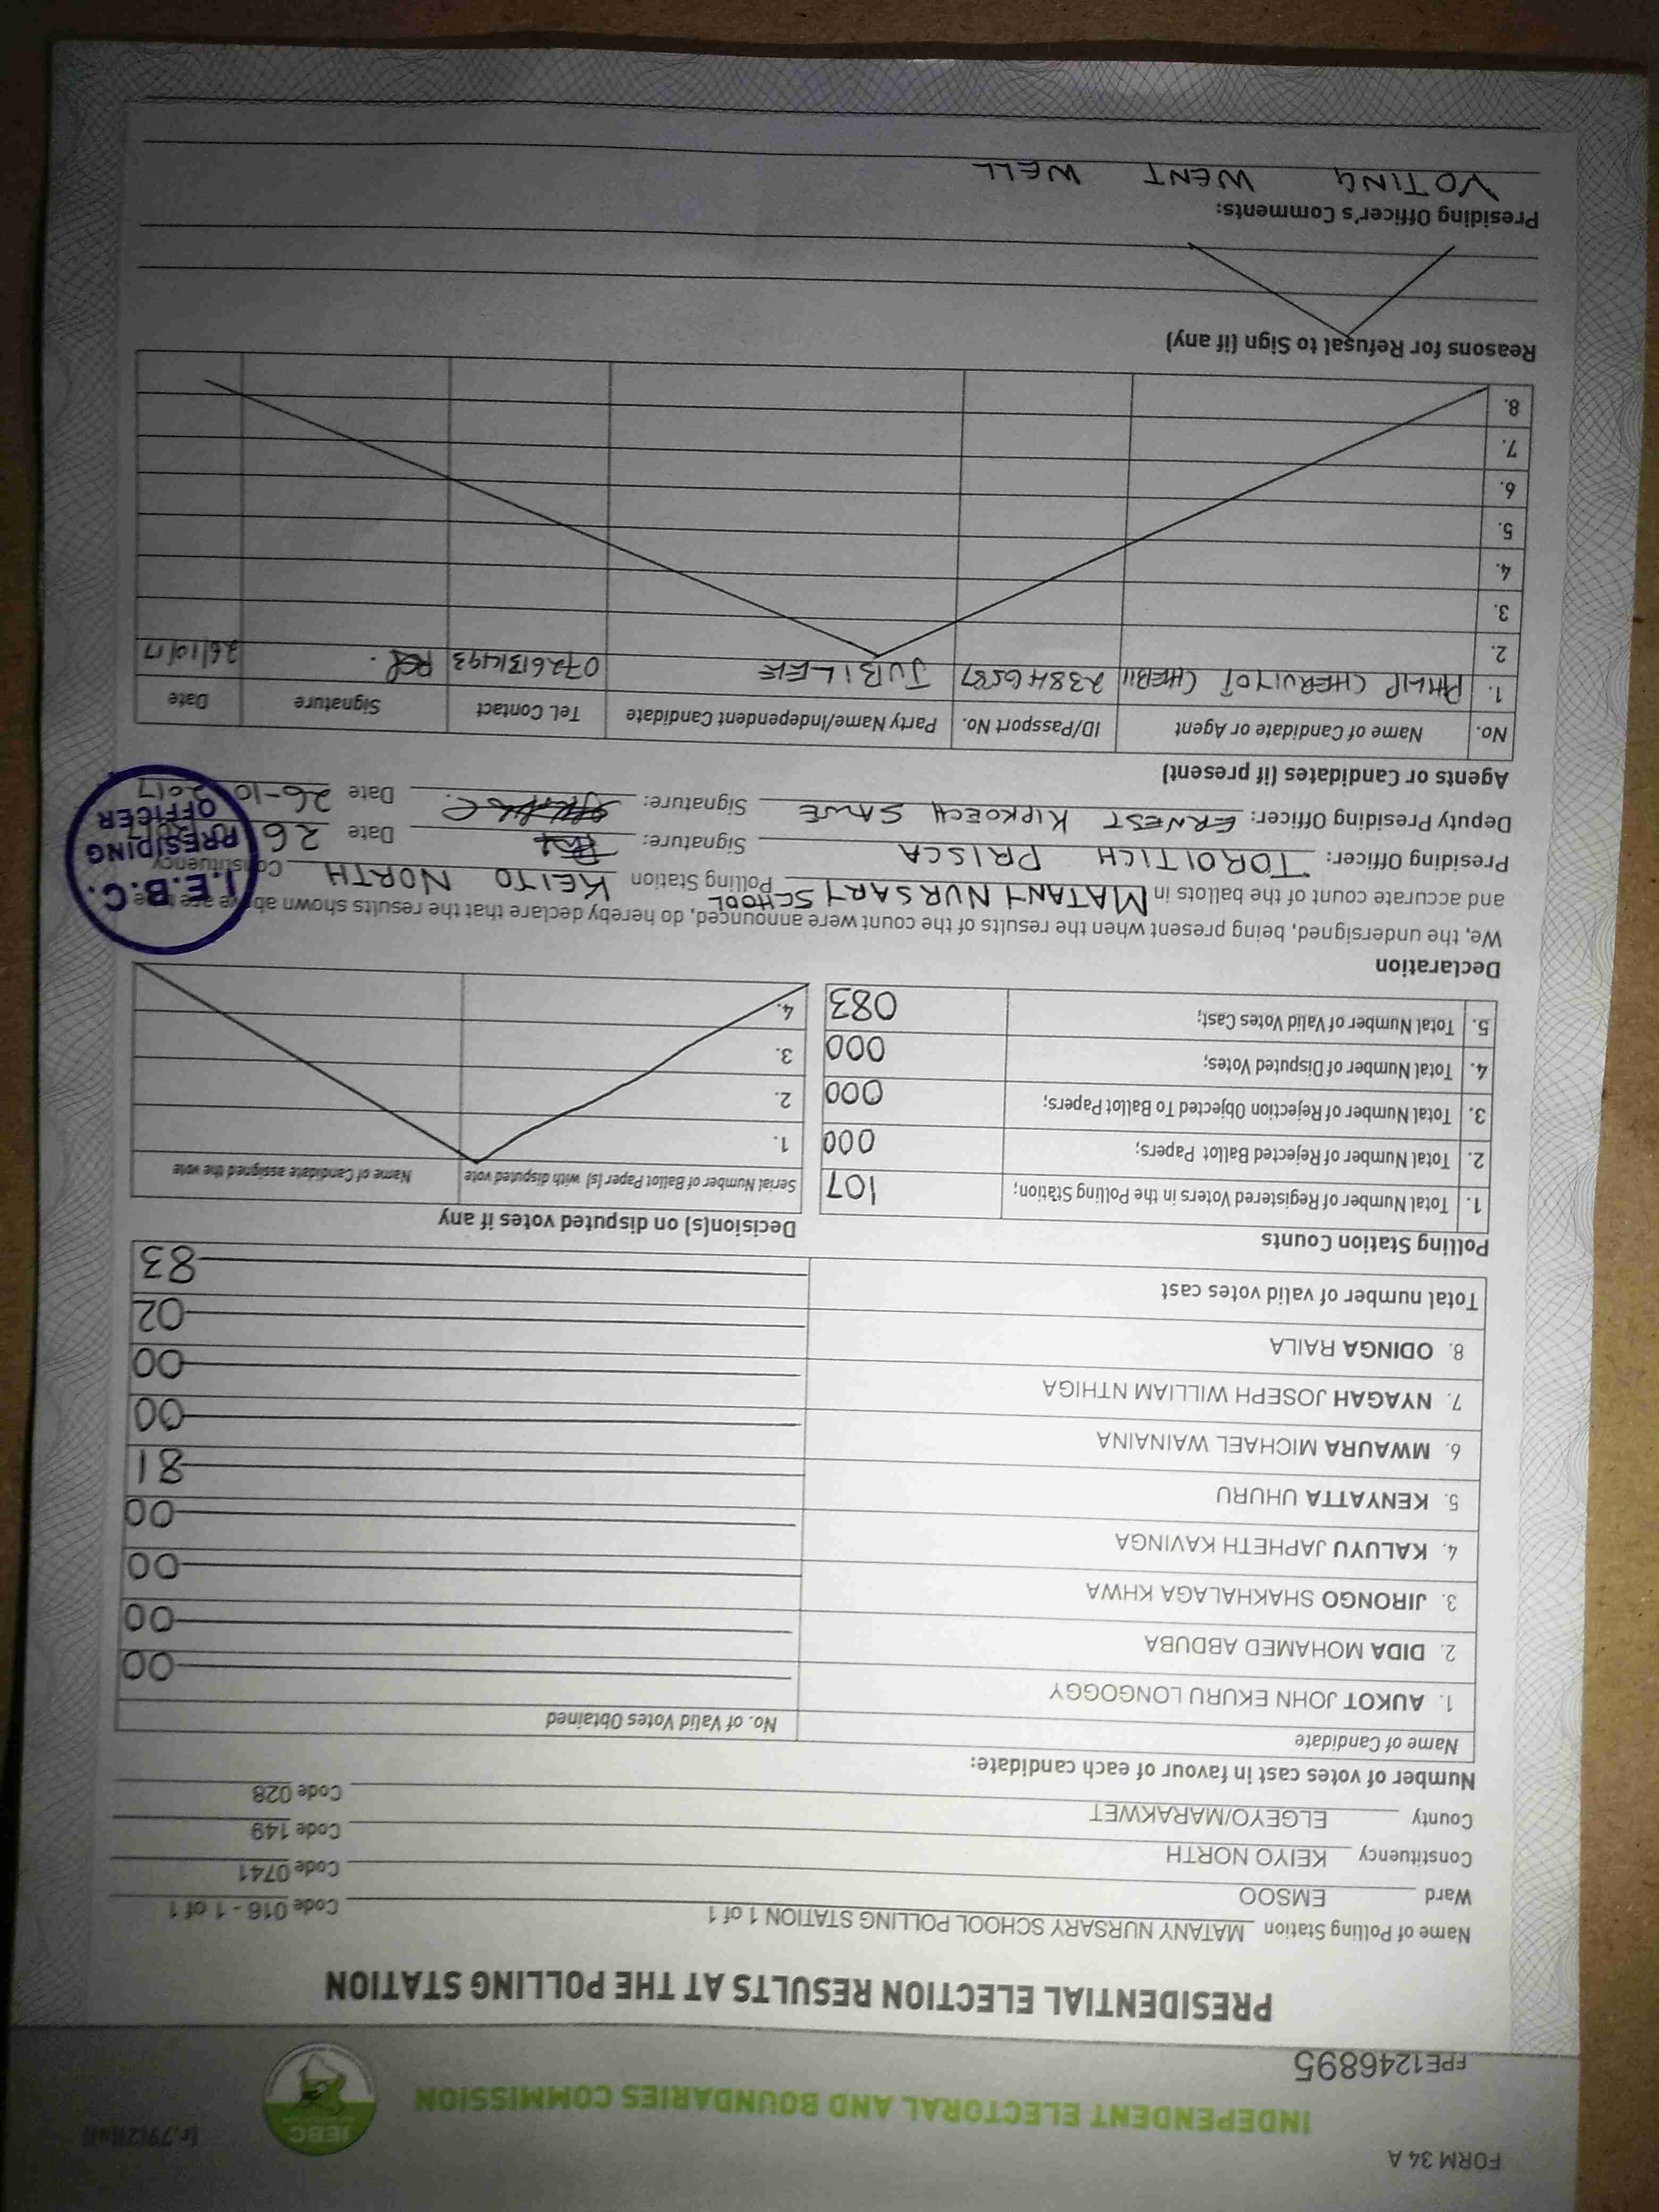 FORM 34 A
(r.79(2)(a))
IEBC
INDEPENDENT ELECTORAL AND BOUNDARIES COMMISSION
FPE1246895
PRESIDENTIAL ELECTION RESULTS AT THE POLLING STATION
Name of Polling Station MATANY NURSARY SCHOOL POLLING STATION 1 of 1 Code 016 - 1 of 1
Ward EMSOO Code 0741
Constituency KEIYO NORTH Code 149
County ELGEYO/MARAKWET Code 028
Number of votes cast in favour of each candidate:
Name of Candidate No. of Valid Votes Obtained
1. AUKOT JOHN EKURU LONGOGGY 00
2. DIDA MOHAMED ABDUBA 00
3. JIRONGO SHAKHALAGA KHWA 00
4. KALUYU JAPHETH KAVINGA 00
5. KENYATTA UHURU 81
6. MWAURA MICHAEL WAINAINA 00
7. NYAGAH JOSEPH WILLIAM NTHIGA 00
8. ODINGA RAILA 02
Total number of valid votes cast 83
Polling Station Counts
1. Total Number of Registered Voters in the Polling Station; 107
2. Total Number of Rejected Ballot Papers; 000
3. Total Number of Rejection Objected To Ballot Papers; 000
4. Total Number of Disputed Votes; 000
5. Total Number of Valid Votes Cast; 083
Decision(s) on disputed votes if any
Serial Number of Ballot Paper (s) with disputed vote Name of Candidate assigned the vote
1.
2.
3.
4.
Declaration
We, the undersigned, being present when the results of the count were announced, do hereby declare that the results shown above are true
and accurate count of the ballots in MATANY NURSARY SCHOOL Polling Station KEIYO NORTH Constituency
Presiding Officer: TOROITICH PRISCA Signature: Date 26
Deputy Presiding Officer: ERNEST KIPKOECH SAWE Signature: Date 26-10 2017
I.E.B.C.
PRESIDING
OFFICER
Agents or Candidates (if present)
No. Name of Candidate or Agent ID/Passport No. Party Name/Independent Candidate Tel. Contact Signature Date
1. PHILIP CHERUIYOT CHEBII 23846587 JUBILEE 0726131493 26/10/17
2.
3.
4.
5.
6.
7.
8.
Reasons for Refusal to Sign (if any)
Presiding Officer's Comments:
VOTING WENT WELL